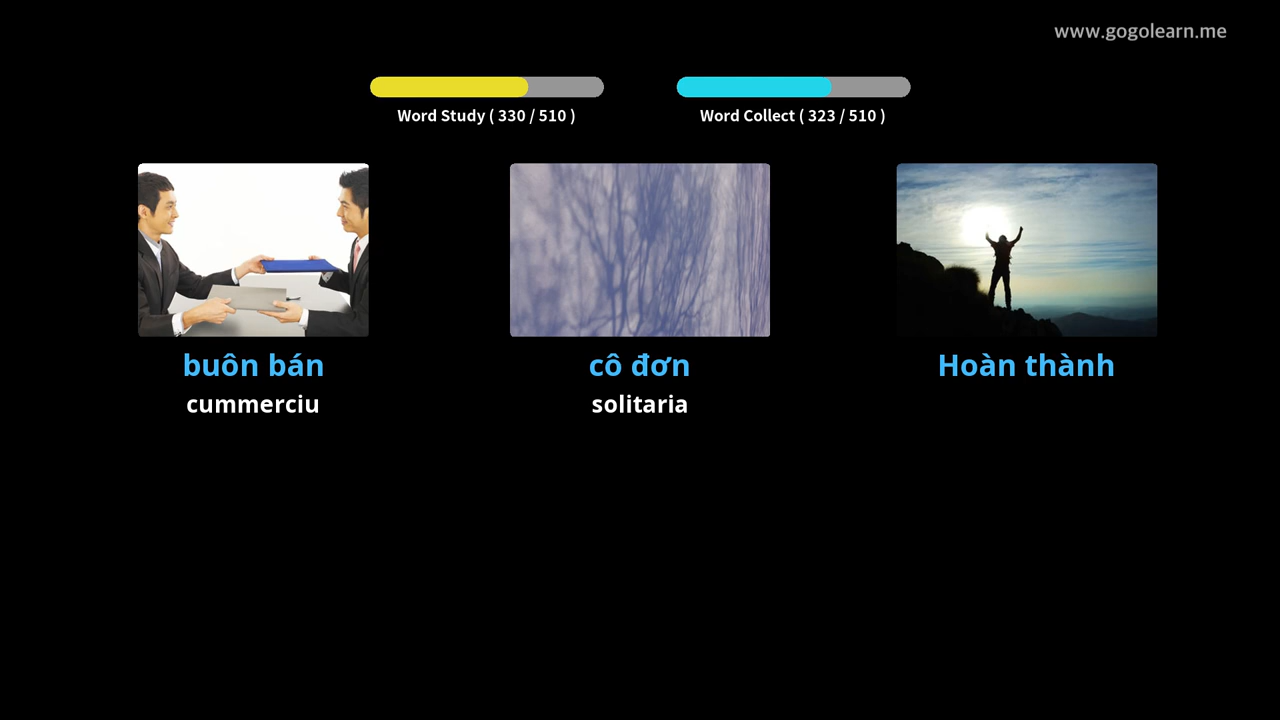 www.gogolearn.me
Word Study ( 330 / 510 )
Word Collect ( 323 / 510 )
buôn bán
cummerciu
cô đơn
solitaria
Hoàn thành